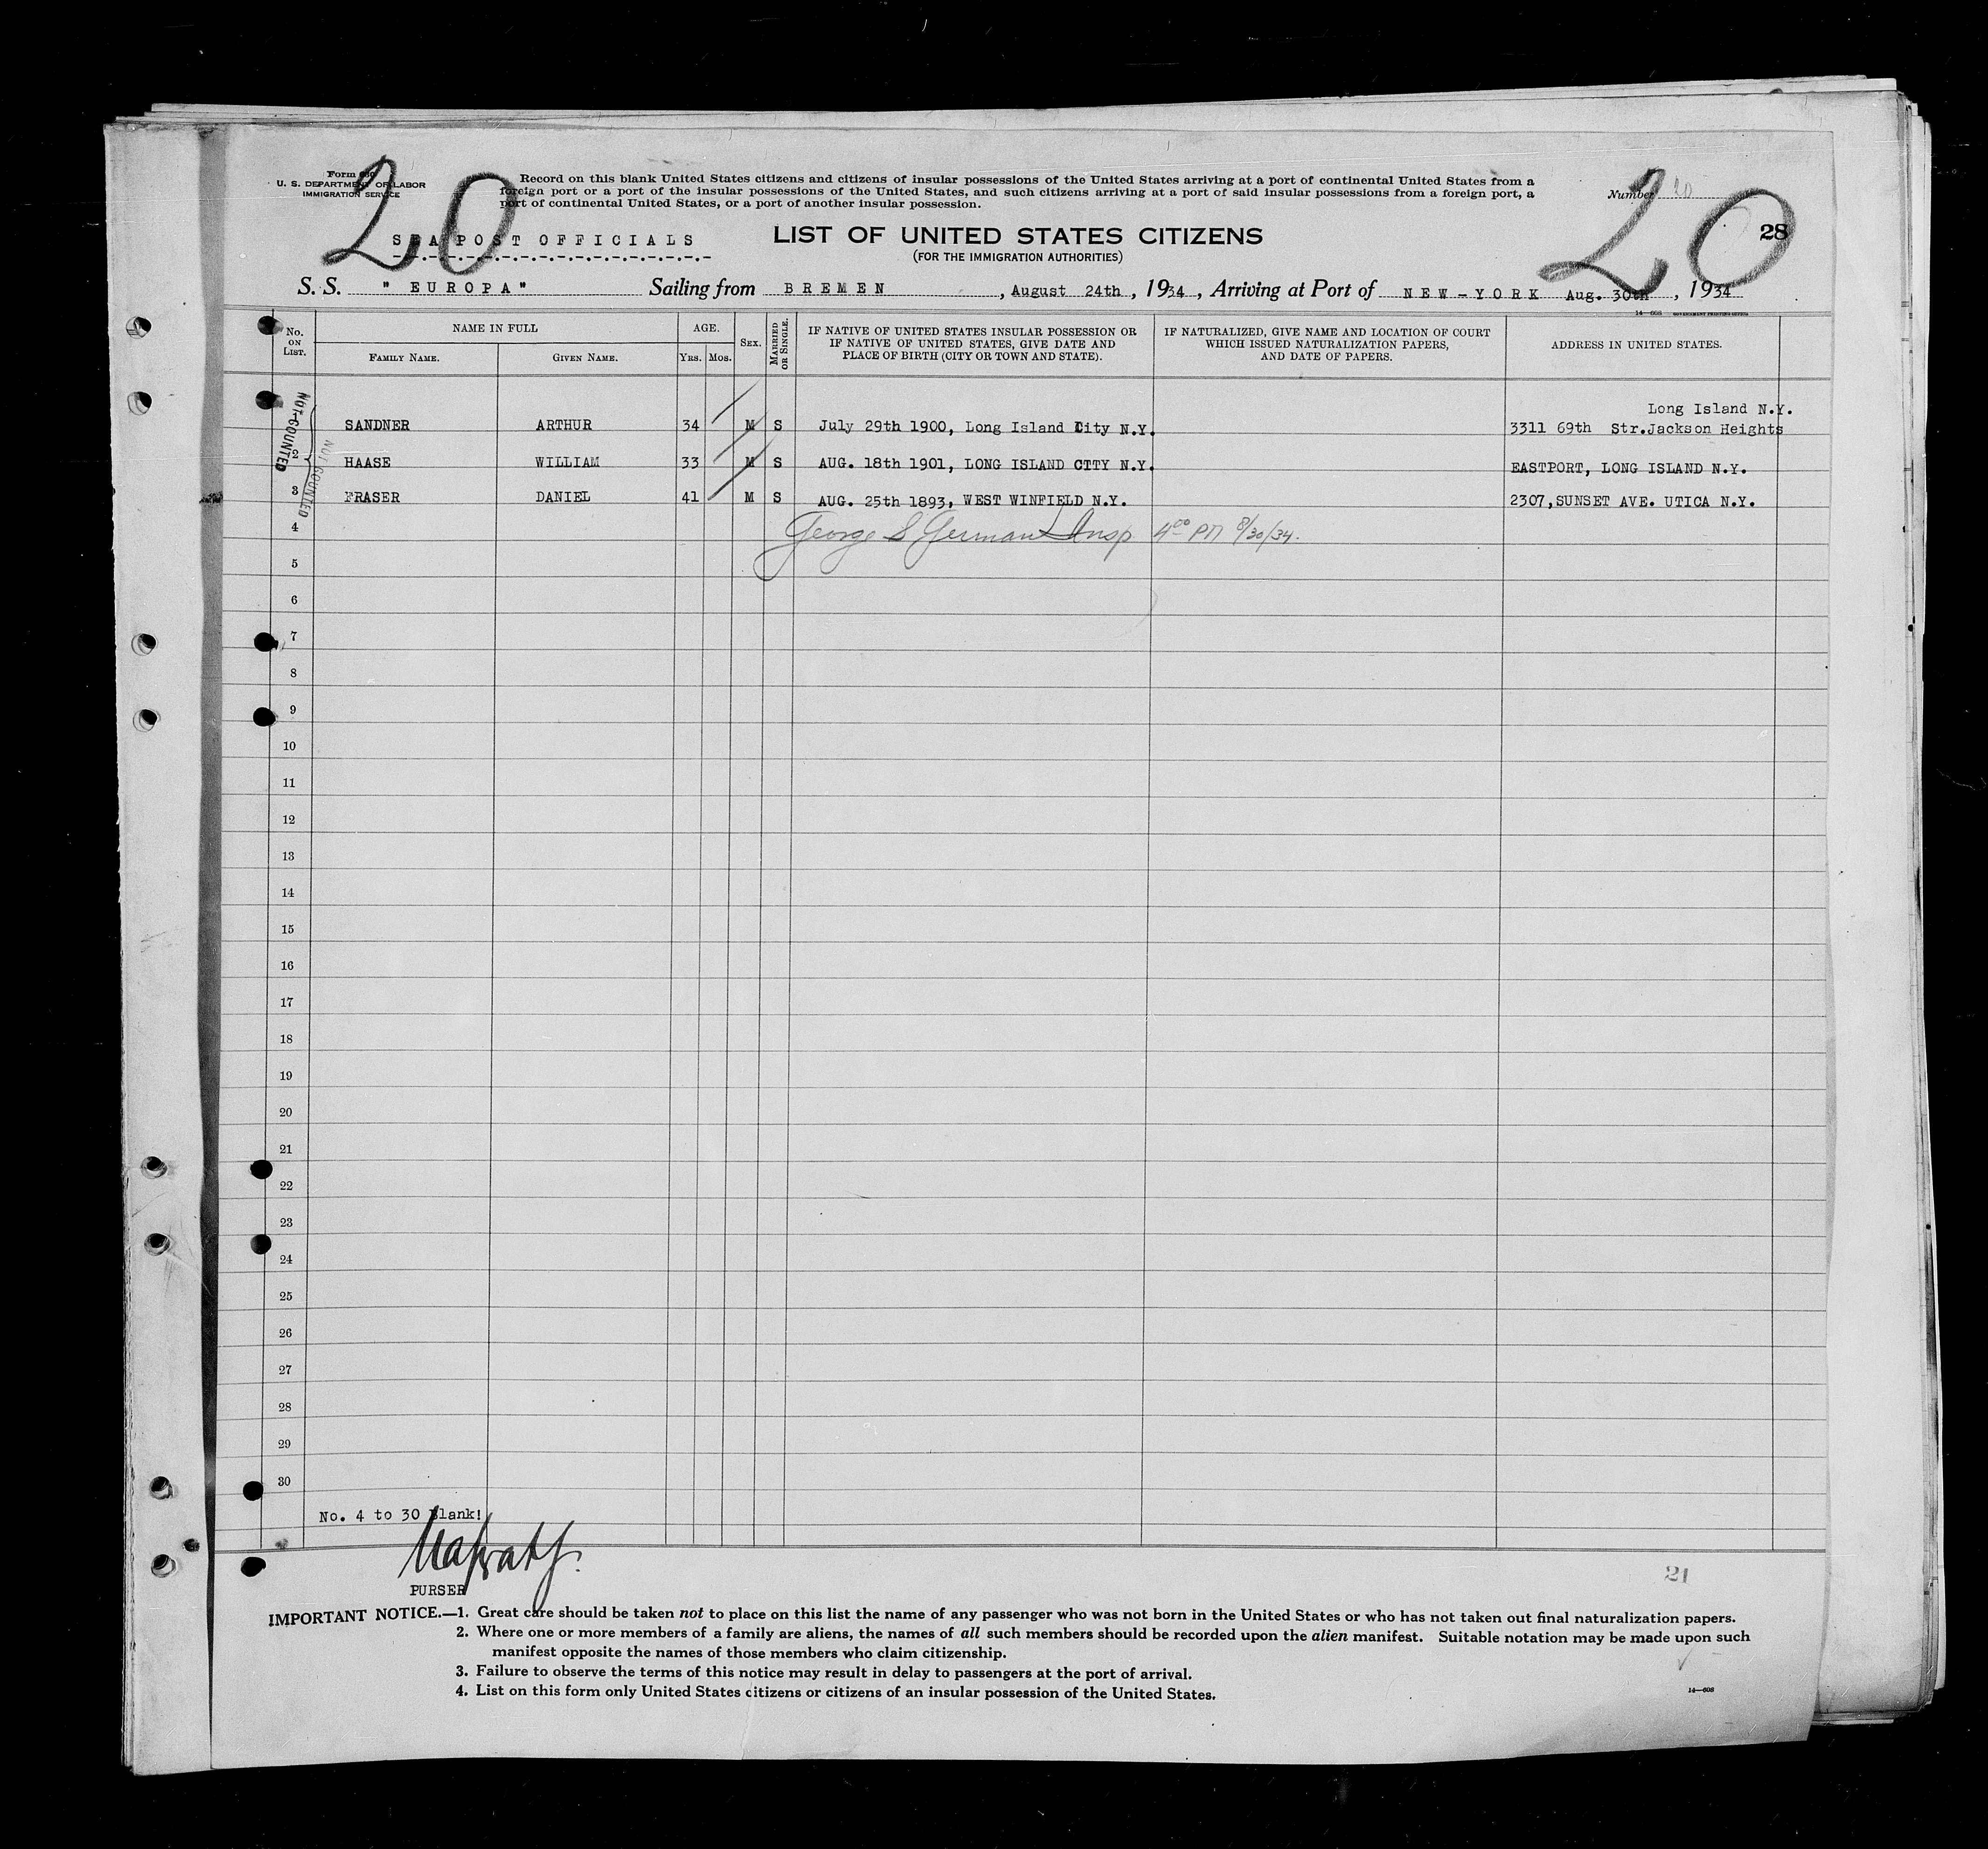 Form 630
U. S. DEPARTMENT OF LABOR
IMMIGRATION SERVICE
20
Record on this blank United States citizens and citizens of insular possessions of the United States arriving at a port of continental United States from a
foreign port or a port of the insular possessions of the United States, and such citizens arriving at a port of said insular possessions from a foreign port, a
port of continental United States, or a port of another insular possession.
Number 20
20
28
SEAPOST OFFICIALS
LIST OF UNITED STATES CITIZENS
(FOR THE IMMIGRATION AUTHORITIES)
S. S. "EUROPA" Sailing from BREMEN, August 24th, 1934, Arriving at Port of NEW-YORK Aug. 30th, 1934
14—608 GOVERNMENT PRINTING OFFICE
No. ON LIST. NAME IN FULL FAMILY NAME. GIVEN NAME. AGE. YRS. MOS. SEX. MARRIED OR SINGLE. IF NATIVE OF UNITED STATES INSULAR POSSESSION OR IF NATIVE OF UNITED STATES, GIVE DATE AND PLACE OF BIRTH (CITY OR TOWN AND STATE). IF NATURALIZED, GIVE NAME AND LOCATION OF COURT WHICH ISSUED NATURALIZATION PAPERS, AND DATE OF PAPERS. ADDRESS IN UNITED STATES.
NOT COUNTED
NOT COUNTED
Long Island N.Y.
1 SANDNER ARTHUR 34 M S July 29th 1900, Long Island City N.Y. 3311 69th Str.Jackson Heights
2 HAASE WILLIAM 33 M S AUG. 18th 1901, LONG ISLAND CTTY N.Y. EASTPORT, LONG ISLAND N.Y.
3 FRASER DANIEL 41 M S AUG. 25th 1893, WEST WINFIELD N.Y. 2307,SUNSET AVE. UTICA N.Y.
4 George S German Insp 4 00 PM 8/30/34.
5
6
7
8
9
10
11
12
13
14
15
16
17
18
19
20
21
22
23
24
25
26
27
28
29
30
No. 4 to 30 Blank!
PURSER
21
IMPORTANT NOTICE.—1. Great care should be taken not to place on this list the name of any passenger who was not born in the United States or who has not taken out final naturalization papers.
2. Where one or more members of a family are aliens, the names of all such members should be recorded upon the alien manifest. Suitable notation may be made upon such
manifest opposite the names of those members who claim citizenship.
3. Failure to observe the terms of this notice may result in delay to passengers at the port of arrival.
4. List on this form only United States citizens or citizens of an insular possession of the United States.
14—608